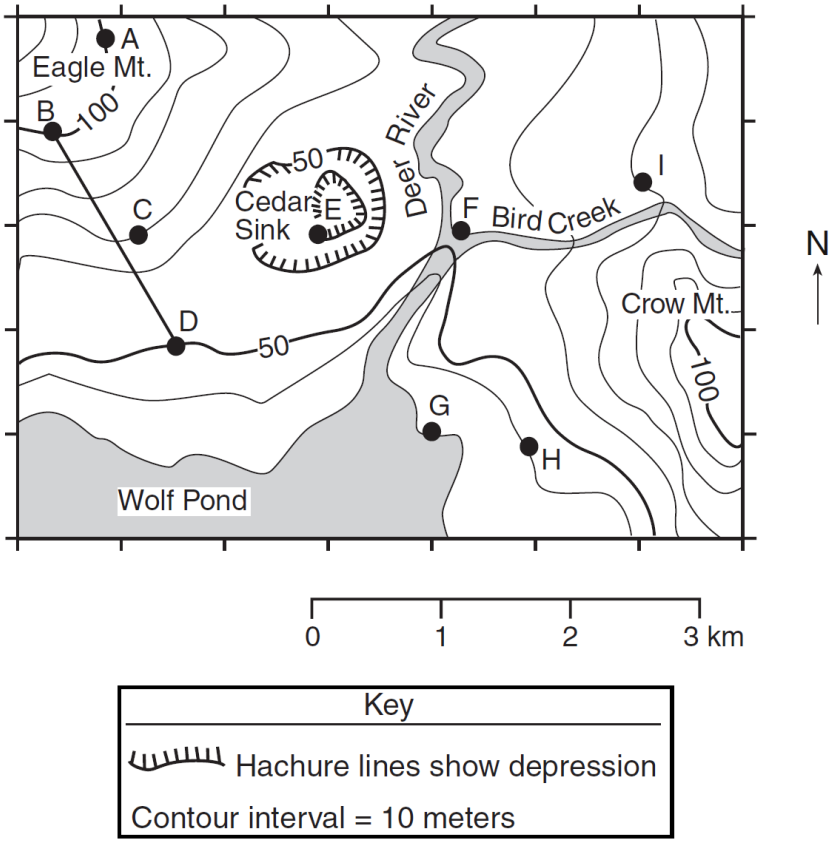 A
Eagle Mt.
B
100
C
50
Cedar
Sink
E
Deer River
F
Bird Creek
I
N
Crow Mt.
100
D
50
G
H
Wolf Pond
0 1 2 3 km
Key
Hachure lines show depression
Contour interval = 10 meters